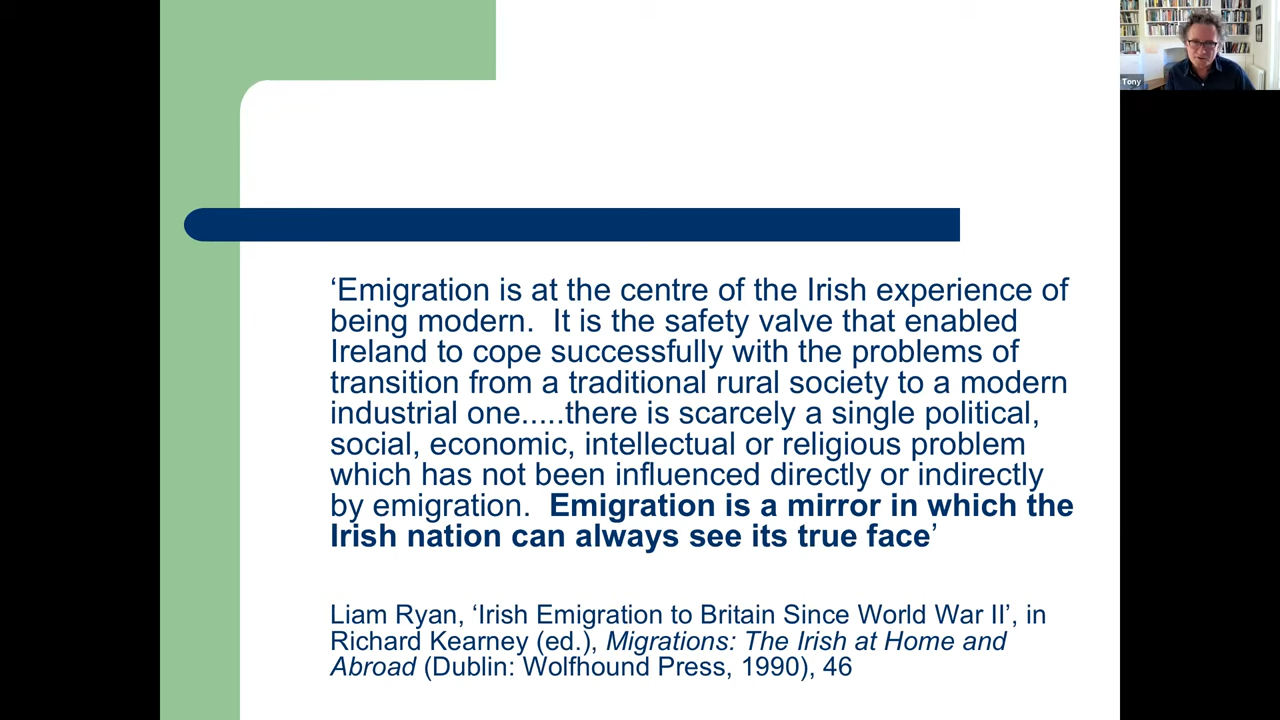 Tony
‘Emigration is at the centre of the Irish experience of
being modern.  It is the safety valve that enabled
Ireland to cope successfully with the problems of
transition from a traditional rural society to a modern
industrial one.....there is scarcely a single political,
social, economic, intellectual or religious problem
which has not been influenced directly or indirectly
by emigration.  Emigration is a mirror in which the
Irish nation can always see its true face’
Liam Ryan, ‘Irish Emigration to Britain Since World War II’, in
Richard Kearney (ed.), Migrations: The Irish at Home and
Abroad (Dublin: Wolfhound Press, 1990), 46